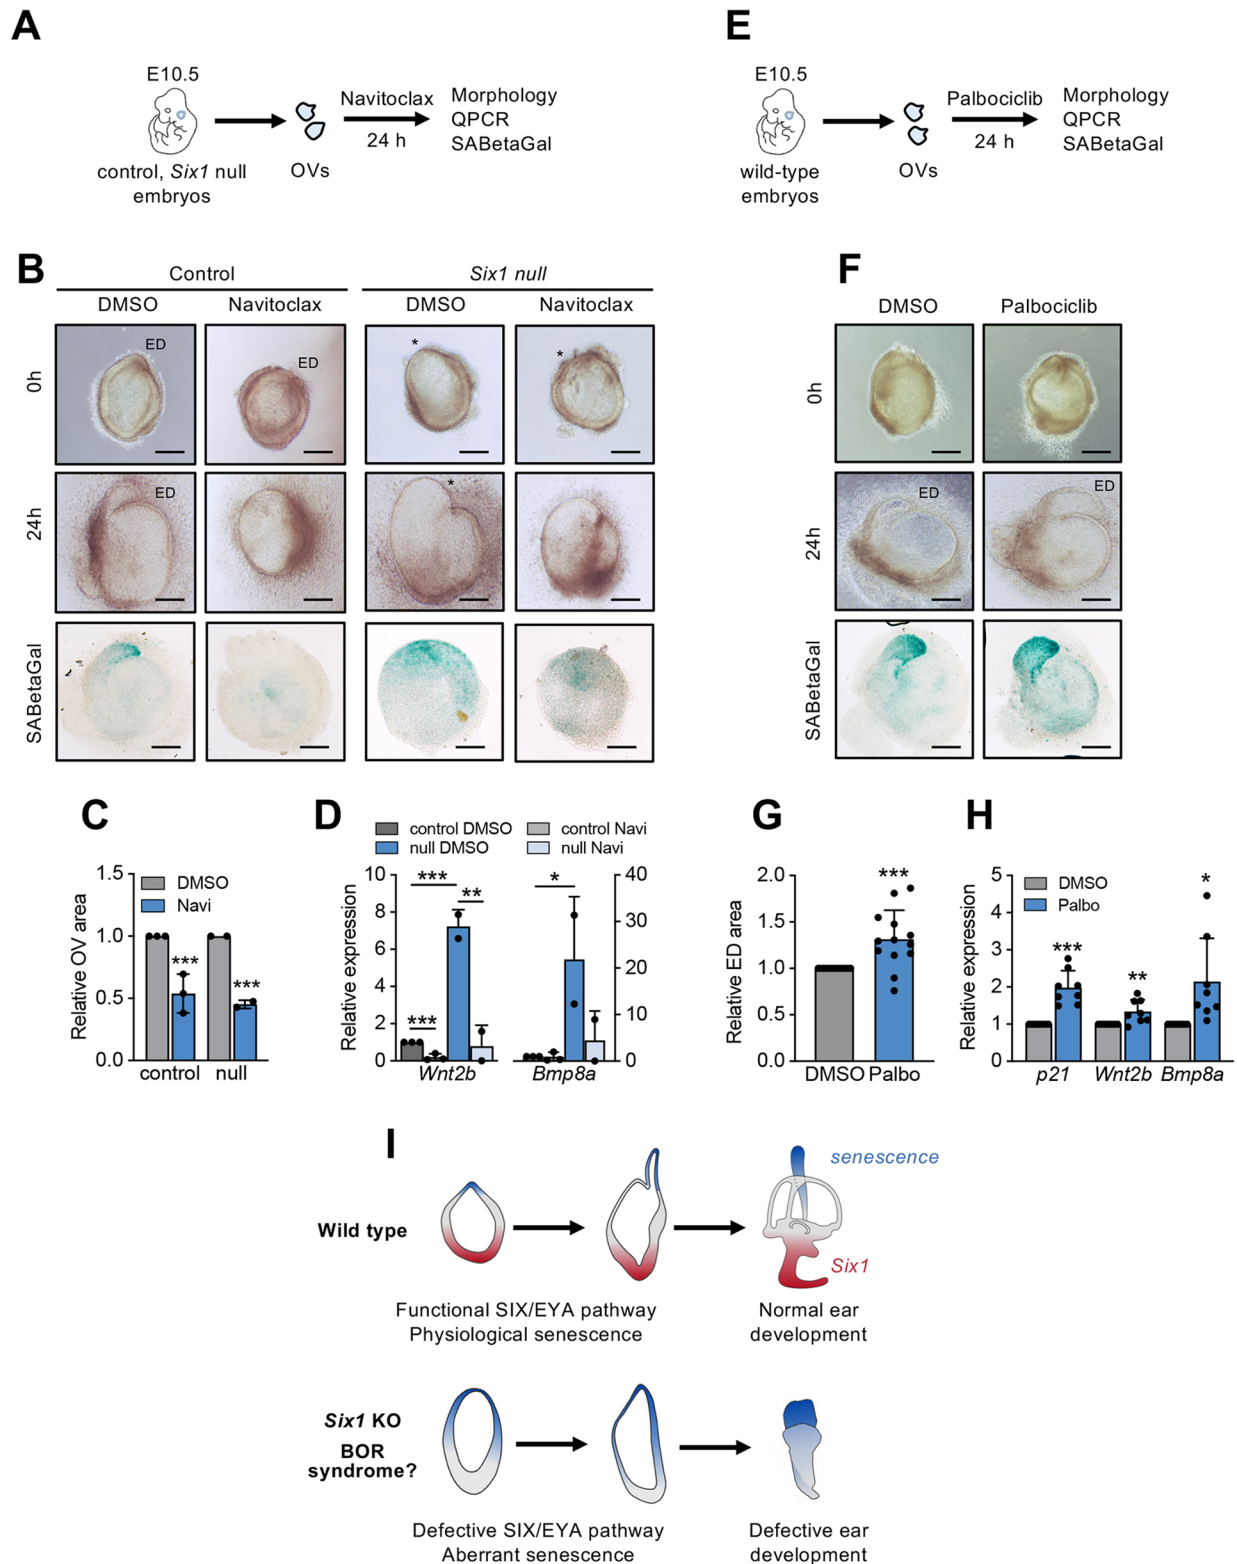 A
E10.5
control, Six1 null
embryos
OVs
Navitoclax
24 h
Morphology
QPCR
SABetaGal
E
E10.5
wild-type
embryos
OVs
Palbociclib
24 h
Morphology
QPCR
SABetaGal
B
Control
Six1 null
DMSO
Navitoclax
DMSO
Navitoclax
0h
ED
ED
*
*
24h
ED
*
SABetaGal
F
DMSO
Palbociclib
0h
24h
ED
ED
SABetaGal
C
Relative OV area
1.5
1.0
0.5
0.0
DMSO
Navi
***
***
control
null
D
control DMSO
null DMSO
control Navi
null Navi
Relative expression
10
8
6
4
2
0
40
30
20
10
0
***
***
**
*
Wnt2b
Bmp8a
G
Relative ED area
2.0
1.5
1.0
0.5
0.0
***
DMSO
Palbo
H
Relative expression
5
4
3
2
1
0
DMSO
Palbo
***
**
*
p21
Wnt2b
Bmp8a
I
Wild type
senescence
Six1
Functional SIX/EYA pathway
Physiological senescence
Normal ear
development
Six1 KO
BOR
syndrome?
Defective SIX/EYA pathway
Aberrant senescence
Defective ear
development